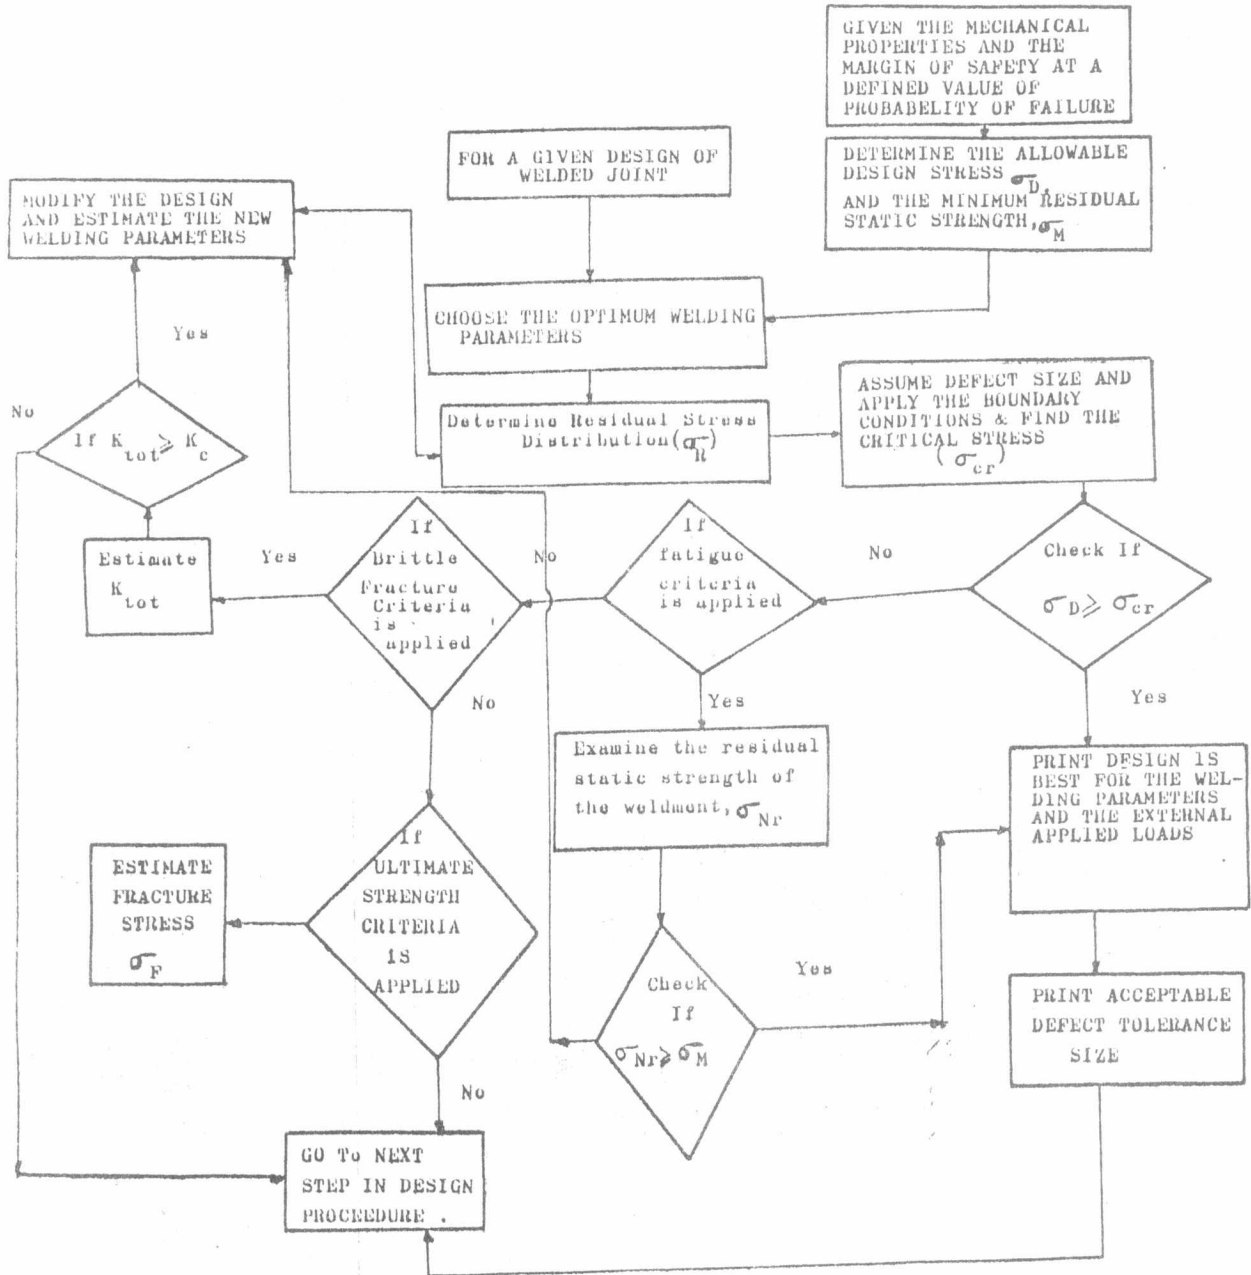 GIVEN THE MECHANICAL
PROPERTIES AND THE
MARGIN OF SAFETY AT A
DEFINED VALUE OF
PROBABELITY OF FAILURE
DETERMINE THE ALLOWABLE
DESIGN STRESS σD,
AND THE MINIMUM RESIDUAL
STATIC STRENGTH,σM
FOR A GIVEN DESIGN OF
WELDED JOINT
MODIFY THE DESIGN
AND ESTIMATE THE NEW
WELDING PARAMETERS
CHOOSE THE OPTIMUM WELDING
PARAMETERS
Determine Residual Stress
Distribution(σR)
ASSUME DEFECT SIZE AND
APPLY THE BOUNDARY
CONDITIONS & FIND THE
CRITICAL STRESS
(σcr)
Yes
No
If Ktot ⩾ Kc
Estimate
Ktot
Yes
If
Brittle
Fracture
Criteria
is
applied
No
If
fatigue
criteria
is applied
No
Check If
σD ⩾ σcr
No
Yes
Yes
Examine the residual
static strength of
the weldment, σNr
PRINT DESIGN IS
BEST FOR THE WEL-
DING PARAMETERS
AND THE EXTERNAL
APPLIED LOADS
ESTIMATE
FRACTURE
STRESS
σF
If
ULTIMATE
STRENGTH
CRITERIA
IS
APPLIED
Check
If
σNr ⩾ σM
Yes
PRINT ACCEPTABLE
DEFECT TOLERANCE
SIZE
No
GO To NEXT
STEP IN DESIGN
PROCEEDURE .